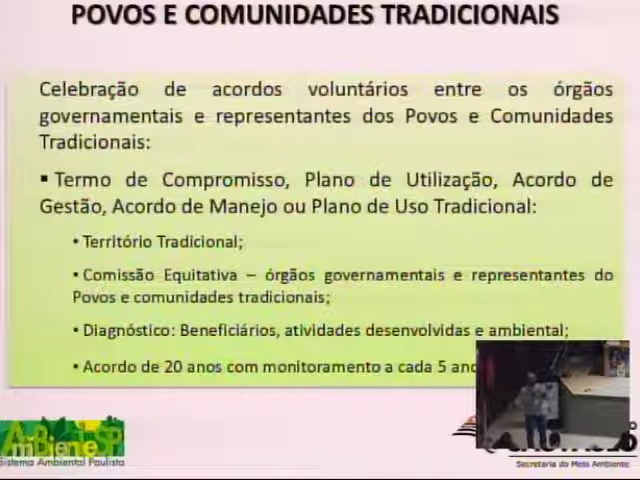 POVOS E COMUNIDADES TRADICIONAIS
Celebração de acordos voluntários entre os órgãos
governamentais e representantes dos Povos e Comunidades
Tradicionais:
▪ Termo de Compromisso, Plano de Utilização, Acordo de
Gestão, Acordo de Manejo ou Plano de Uso Tradicional:
• Território Tradicional;
• Comissão Equitativa – órgãos governamentais e representantes do
Povos e comunidades tradicionais;
• Diagnóstico: Beneficiários, atividades desenvolvidas e ambiental;
• Acordo de 20 anos com monitoramento a cada 5
AmBIeNtE SP
Sistema Ambiental Paulista
Secretaria do Meio Ambiente